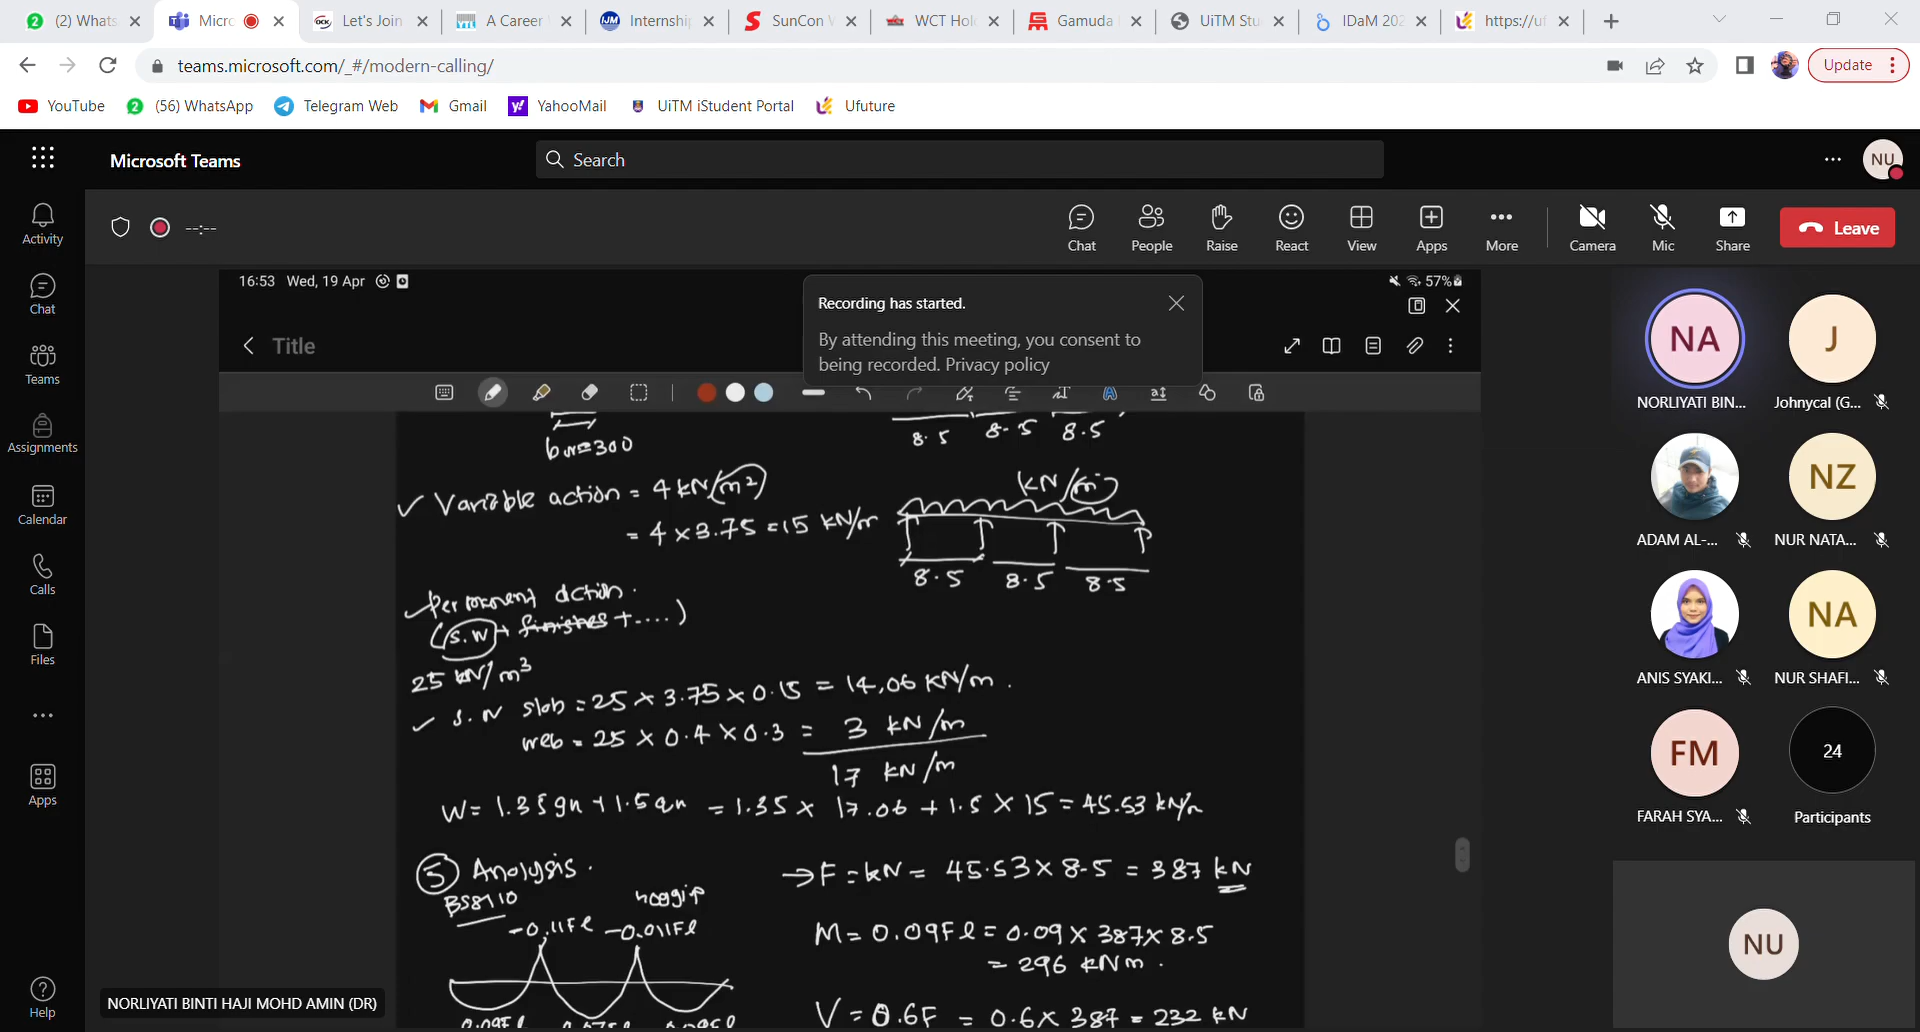 (2) Whats
Micro
Let's Join
A Career
Internship
SunCon W
WCT Hol
Gamuda
UiTM Stu
IDaM 202
https://uf
teams.microsoft.com/_#/modern-calling/
Update
YouTube
(56) WhatsApp
Telegram Web
Gmail
YahooMail
UiTM iStudent Portal
Ufuture
Microsoft Teams
Search
NU
Activity
Chat
Teams
Assignments
Calendar
Calls
Files
Apps
Help
--:--
Chat
People
Raise
React
View
Apps
More
Camera
Mic
Share
Leave
16:53 Wed, 19 Apr
57%
Recording has started.
By attending this meeting, you consent to
being recorded. Privacy policy
Title
bw=300
8.5 8.5 8.5
✓ Variable action = 4 kN/(m²)
= 4 × 3.75 = 15 kN/m
kN/m
8.5 8.5 8.5
✓ Permanent action.
(S.W + finishes + ....)
25 kN/m³
✓ S.W slab = 25 × 3.75 × 0.15 = 14,06 kN/m.
web = 25 × 0.4 × 0.3 = 3 kN/m
17 kN/m
W = 1.35gn + 1.5qn = 1.35 × 17.06 + 1.5 × 15 = 45.53 kN/m
5 Analysis.
BS8110
hoggig
-0,11Fl -0.011Fl
→ F = kN = 45.53 × 8.5 = 387 kN
M = 0.09Fl = 0.09 × 387 × 8.5
= 296 kNm.
V = 0.6F = 0.6 × 387 = 232 kN
NORLIYATI BINTI HAJI MOHD AMIN (DR)
NA
NORLIYATI BIN...
J
Johnycal (G...
ADAM AL-...
NZ
NUR NATA...
ANIS SYAKI...
NA
NUR SHAFI...
FM
FARAH SYA...
24
Participants
NU